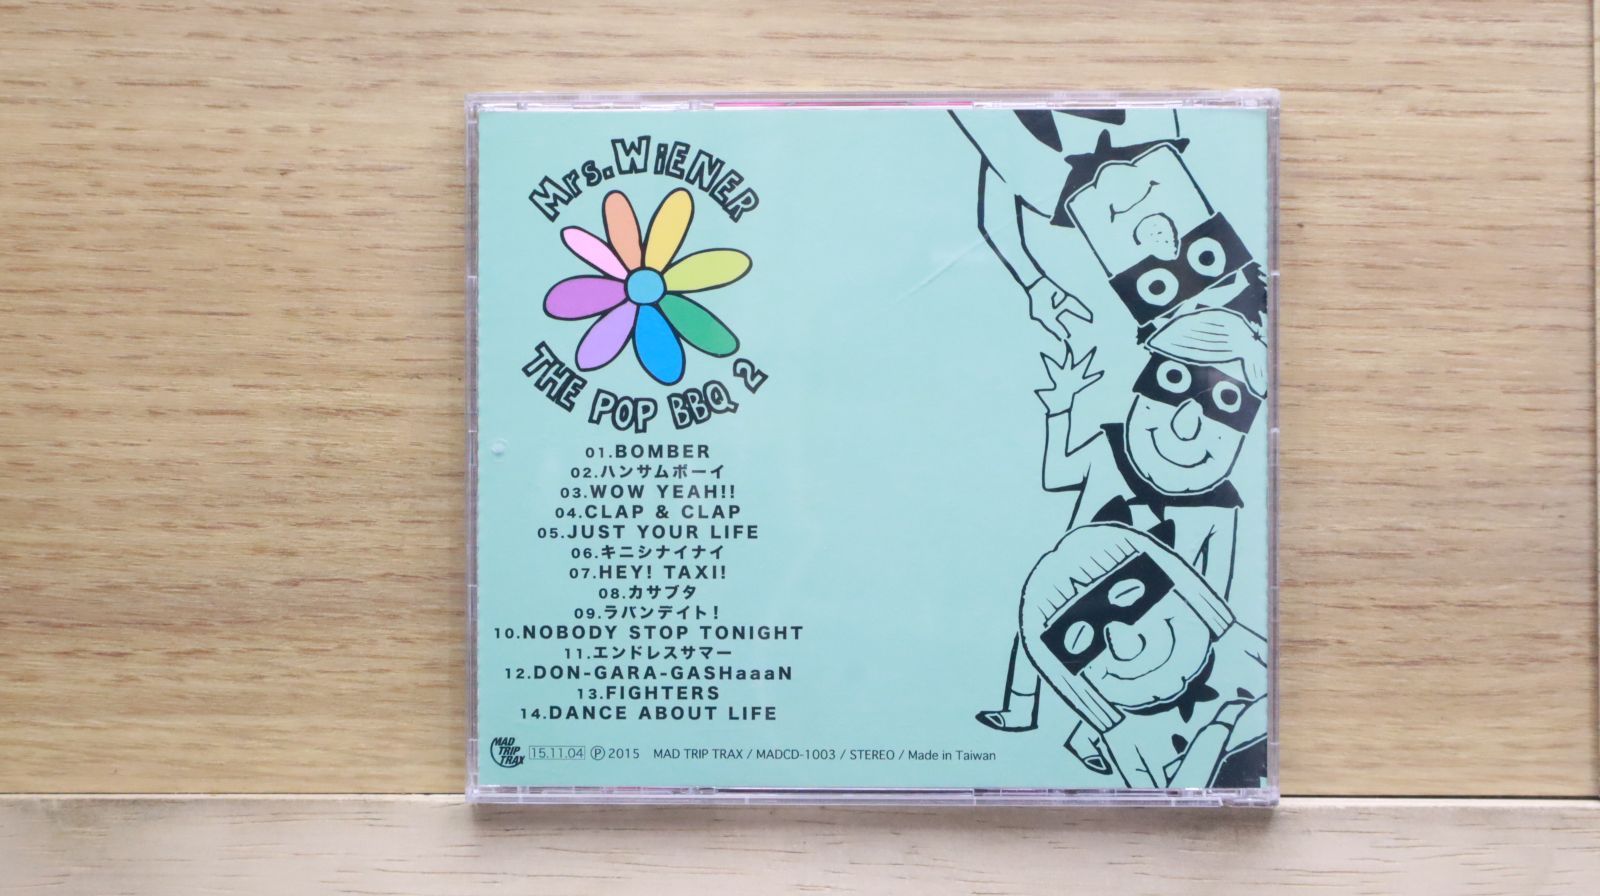 Mrs. WiENER
THE POP BBQ 2
01.BOMBER
02.ハンサムボーイ
03.WOW YEAH!!
04.CLAP & CLAP
05.JUST YOUR LIFE
06.キニシナイナイ
07.HEY! TAXI!
08.カサブタ
09.ラバンデイト!
10.NOBODY STOP TONIGHT
11.エンドレスサマー
12.DON-GARA-GASHaaaN
13.FIGHTERS
14.DANCE ABOUT LIFE
MAD
TRIP
TRAX
15.11.04 Ⓟ 2015 MAD TRIP TRAX / MADCD-1003 / STEREO / Made in Taiwan